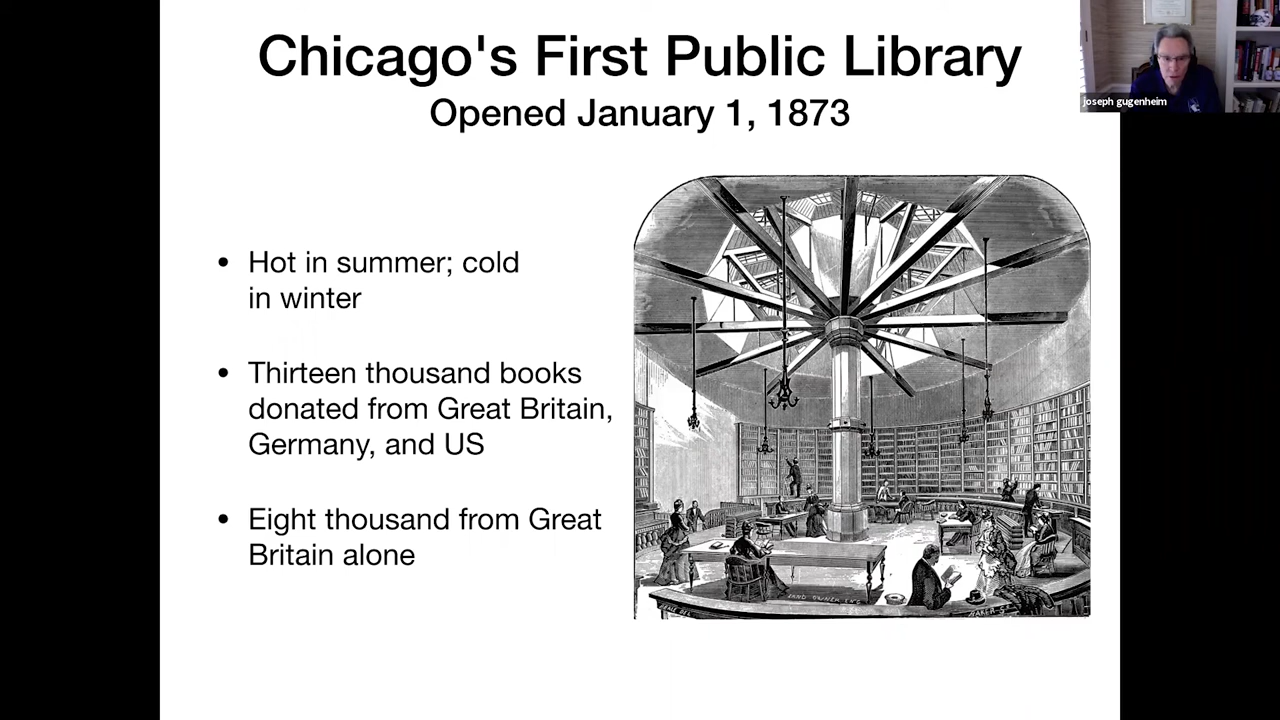 Chicago's First Public Library
Opened January 1, 1873
joseph gugenheim
• Hot in summer; cold
in winter
• Thirteen thousand books
donated from Great Britain,
Germany, and US
• Eight thousand from Great
Britain alone